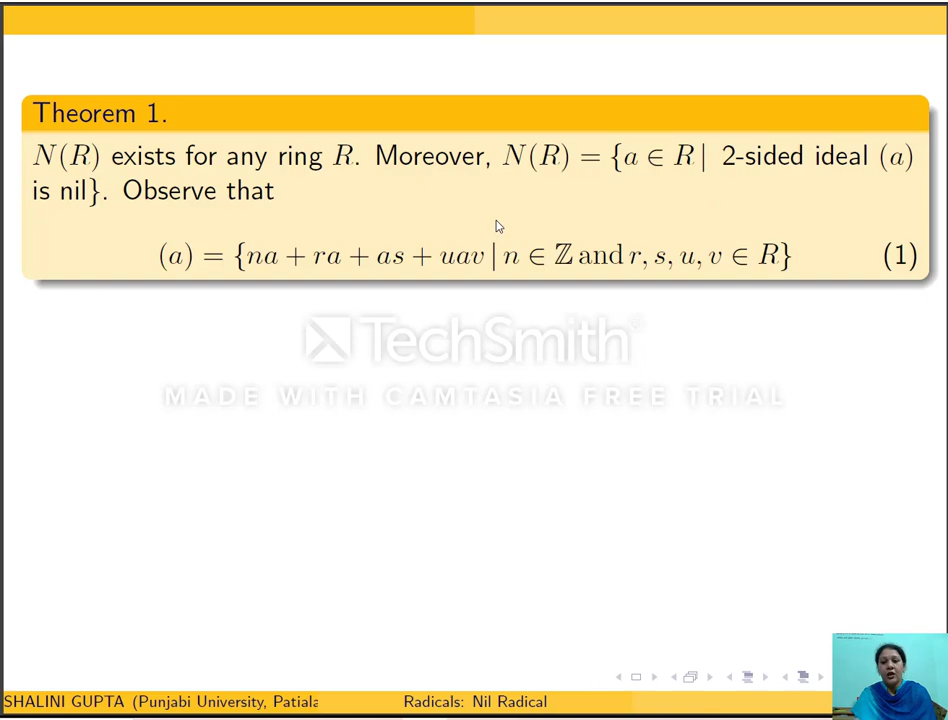 Theorem 1.
N(R) exists for any ring R. Moreover, N(R) = {a ∈ R | 2-sided ideal (a)
is nil}. Observe that
(a) = {na + ra + as + uav | n ∈ ℤ and r, s, u, v ∈ R} (1)
TechSmith®
MADE WITH CAMTASIA FREE TRIAL
SHALINI GUPTA (Punjabi University, Patiala Radicals: Nil Radical